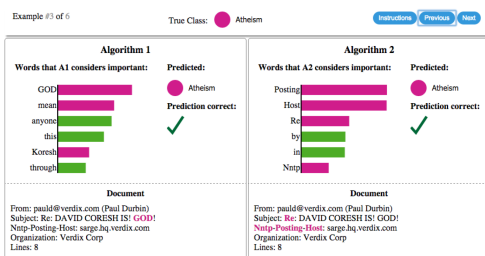 Example #3 of 6
True Class: Atheism
Instructions Previous Next
Algorithm 1
Words that A1 considers important: Predicted:
GOD
mean
anyone
this
Koresh
through
Atheism
Prediction correct:
Document
From: pauld@verdix.com (Paul Durbin)
Subject: Re: DAVID CORESH IS! GOD!
Nntp-Posting-Host: sarge.hq.verdix.com
Organization: Verdix Corp
Lines: 8
Algorithm 2
Words that A2 considers important: Predicted:
Posting
Host
Re
by
in
Nntp
Atheism
Prediction correct:
Document
From: pauld@verdix.com (Paul Durbin)
Subject: Re: DAVID CORESH IS! GOD!
Nntp-Posting-Host: sarge.hq.verdix.com
Organization: Verdix Corp
Lines: 8